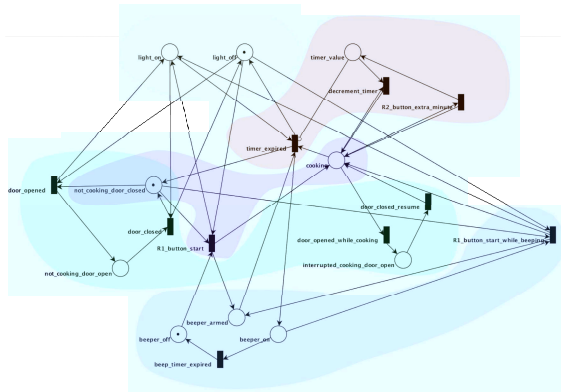 light_on
light_off
timer_value
decrement_timer
R2_button_extra_minute
timer_expired
cooking
door_opened
not_cooking_door_closed
door_closed_resume
door_closed
R1_button_start
door_opened_while_cooking
R1_button_start_while_beeping
not_cooking_door_open
interrupted_cooking_door_open
beeper_armed
beeper_off
beeper_on
beep_timer_expired